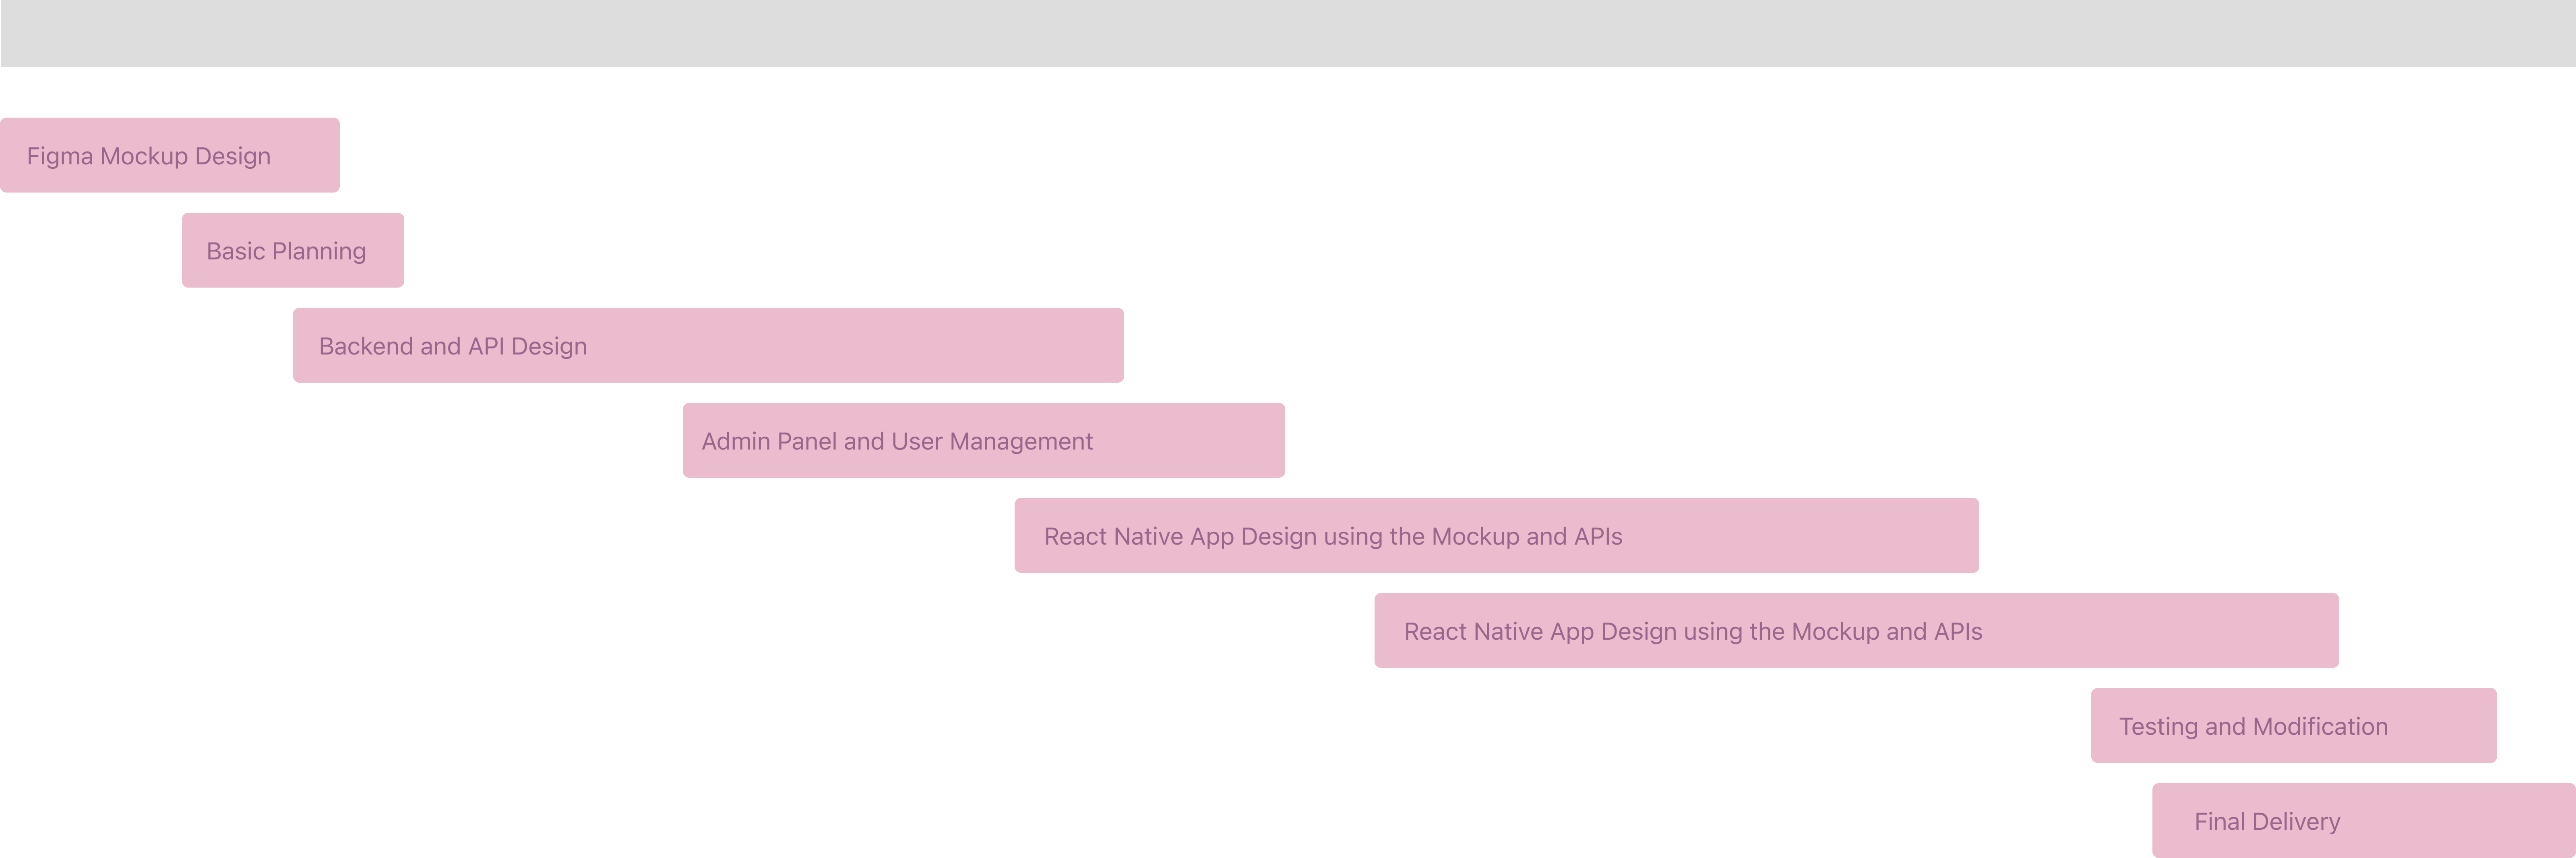 Figma Mockup Design
Basic Planning
Backend and API Design
Admin Panel and User Management
React Native App Design using the Mockup and APIs
React Native App Design using the Mockup and APIs
Testing and Modification
Final Delivery